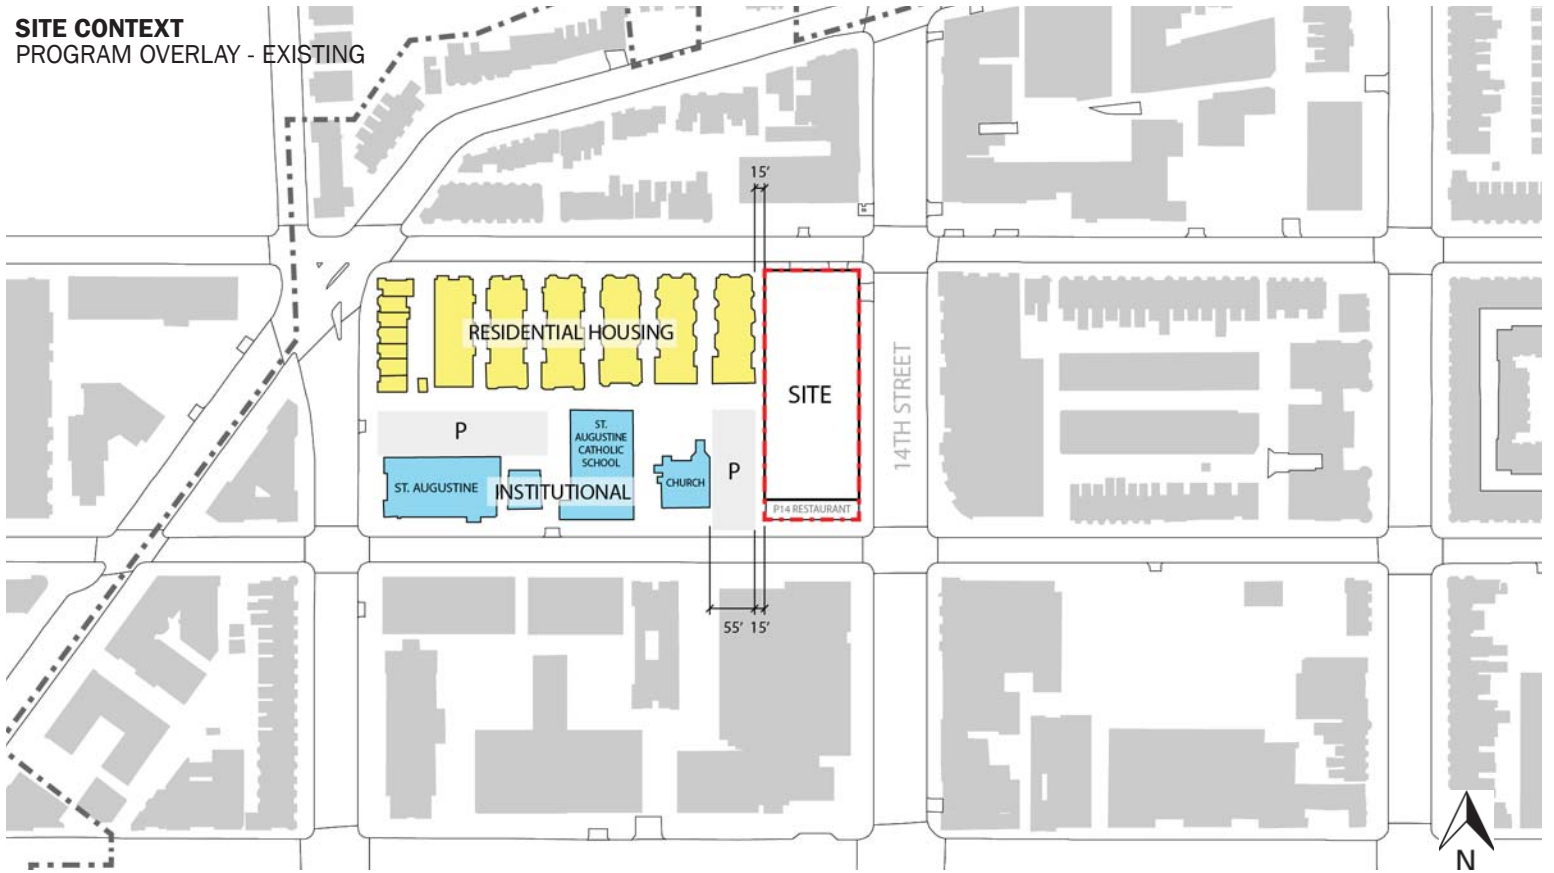 SITE CONTEXT
PROGRAM OVERLAY - EXISTING
15'
RESIDENTIAL HOUSING
SITE
14TH STREET
P
ST.
AUGUSTINE
CATHOLIC
SCHOOL
P
ST. AUGUSTINE
INSTITUTIONAL
CHURCH
P14 RESTAURANT
55' 15'
N